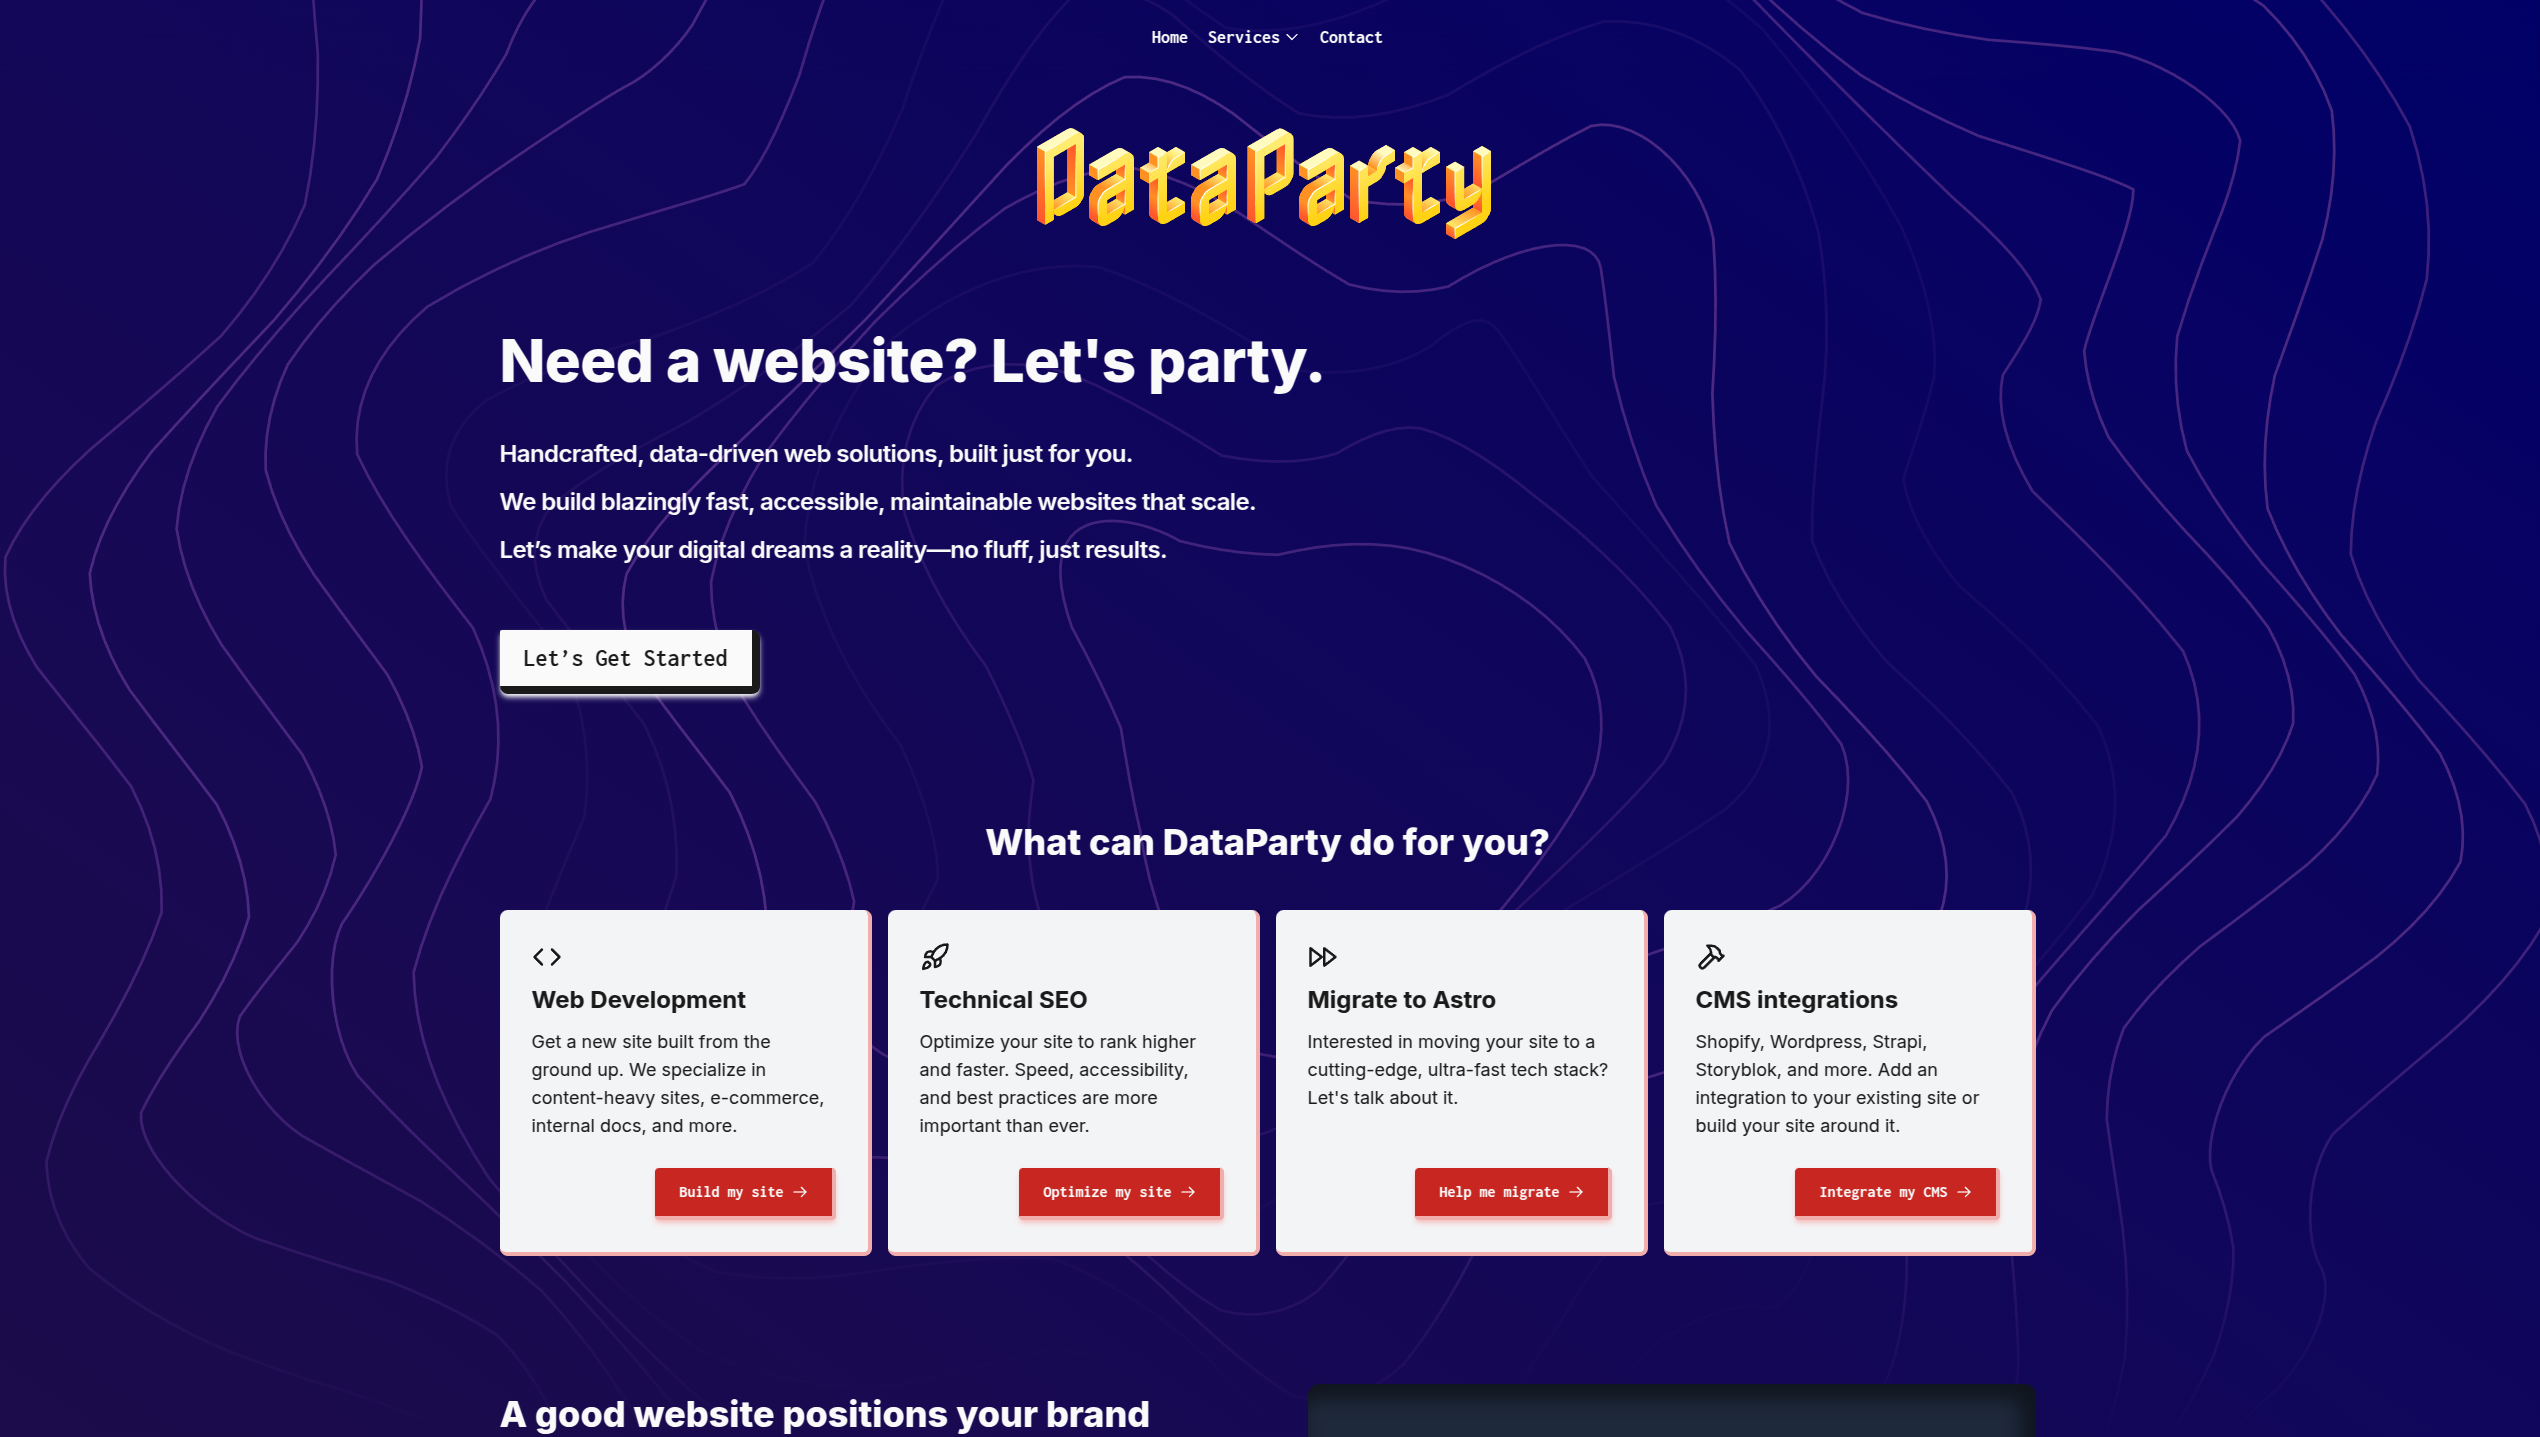 Home Services Contact
DataParty
Need a website? Let's party.
Handcrafted, data-driven web solutions, built just for you.
We build blazingly fast, accessible, maintainable websites that scale.
Let’s make your digital dreams a reality—no fluff, just results.
Let’s Get Started
What can DataParty do for you?
Web Development
Get a new site built from the
ground up. We specialize in
content-heavy sites, e-commerce,
internal docs, and more.
Build my site
Technical SEO
Optimize your site to rank higher
and faster. Speed, accessibility,
and best practices are more
important than ever.
Optimize my site
Migrate to Astro
Interested in moving your site to a
cutting-edge, ultra-fast tech stack?
Let's talk about it.
Help me migrate
CMS integrations
Shopify, Wordpress, Strapi,
Storyblok, and more. Add an
integration to your existing site or
build your site around it.
Integrate my CMS
A good website positions your brand